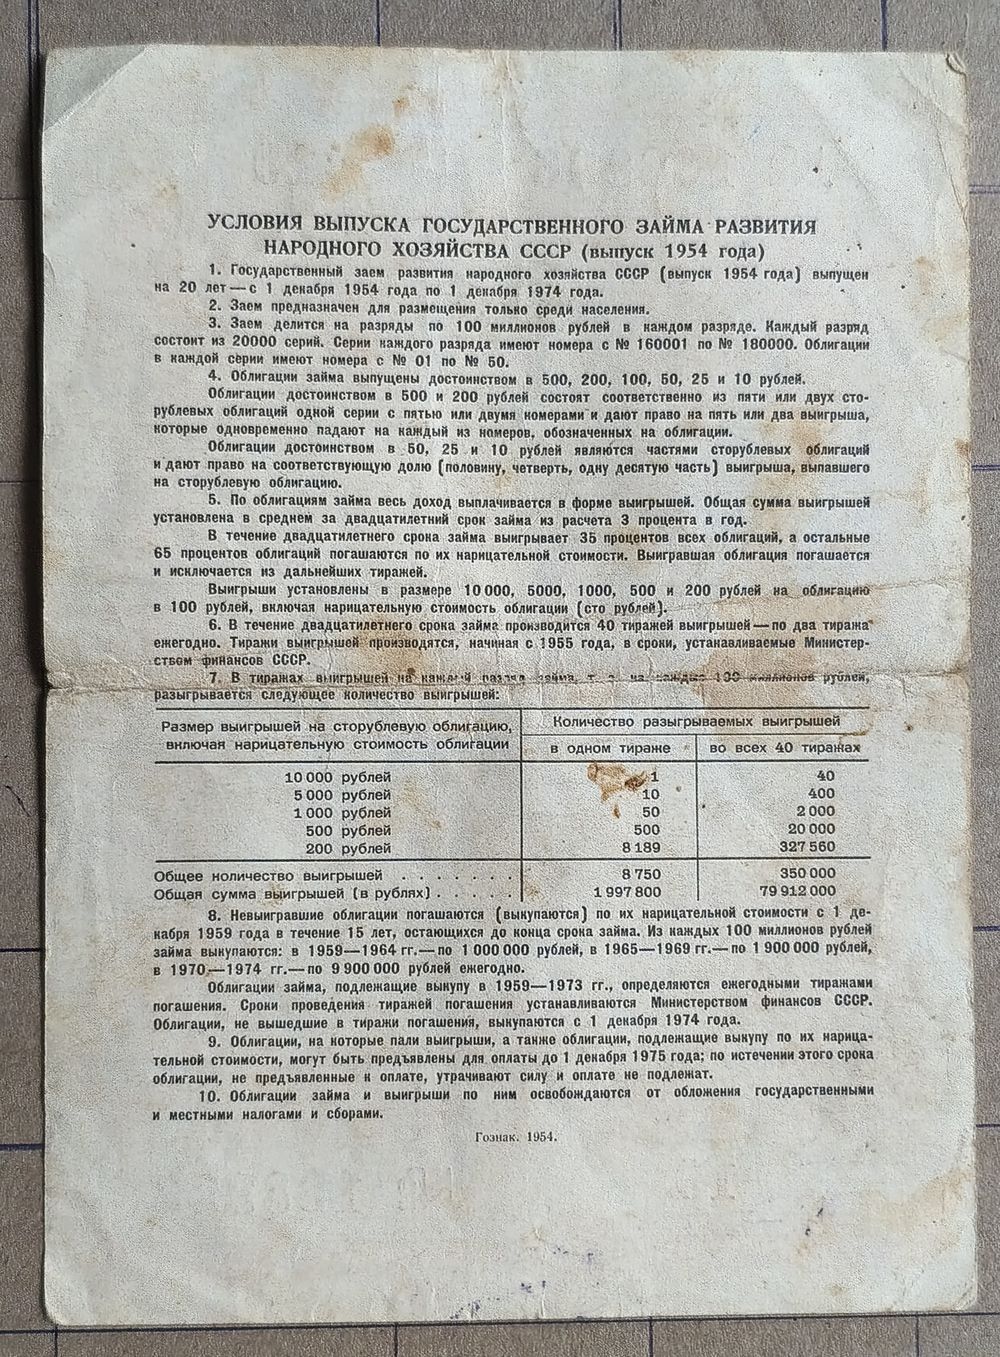 УСЛОВИЯ ВЫПУСКА ГОСУДАРСТВЕННОГО ЗАЙМА РАЗВИТИЯ
НАРОДНОГО ХОЗЯЙСТВА СССР (выпуск 1954 года)
1. Государственный заем развития народного хозяйства СССР (выпуск 1954 года) выпущен
на 20 лет — с 1 декабря 1954 года по 1 декабря 1974 года.
2. Заем предназначен для размещения только среди населения.
3. Заем делится на разряды по 100 миллионов рублей в каждом разряде. Каждый разряд
состоит из 20000 серий. Серии каждого разряда имеют номера с № 160001 по № 180000. Облигации
в каждой серии имеют номера с № 01 по № 50.
4. Облигации займа выпущены достоинством в 500, 200, 100, 50, 25 и 10 рублей.
Облигации достоинством в 500 и 200 рублей состоят соответственно из пяти или двух сто-
рублевых облигаций одной серии с пятью или двумя номерами и дают право на пять или два выигрыша,
которые одновременно падают на каждый из номеров, обозначенных на облигации.
Облигации достоинством в 50, 25 и 10 рублей являются частями сторублевых облигаций
и дают право на соответствующую долю (половину, четверть, одну десятую часть) выигрыша, выпавшего
на сторублевую облигацию.
5. По облигациям займа весь доход выплачивается в форме выигрышей. Общая сумма выигрышей
установлена в среднем за двадцатилетний срок займа из расчета 3 процента в год.
В течение двадцатилетнего срока займа выигрывает 35 процентов всех облигаций, а остальные
65 процентов облигаций погашаются по их нарицательной стоимости. Выигравшая облигация погашается
и исключается из дальнейших тиражей.
Выигрыши установлены в размере 10 000, 5000, 1000, 500 и 200 рублей на облигацию
в 100 рублей, включая нарицательную стоимость облигации (сто рублей).
6. В течение двадцатилетнего срока займа производится 40 тиражей выигрышей — по два тиража
ежегодно. Тиражи выигрышей производятся, начиная с 1955 года, в сроки, устанавливаемые Министер-
ством финансов СССР.
7. В тиражах выигрышей на каждый разряд займа, т. е. на каждые 100 миллионов рублей,
разыгрывается следующее количество выигрышей:
Размер выигрышей на сторублевую облигацию,
включая нарицательную стоимость облигации
Количество разыгрываемых выигрышей
в одном тираже во всех 40 тиражах
10 000 рублей 1 40
5 000 рублей 10 400
1 000 рублей 50 2 000
500 рублей 500 20 000
200 рублей 8 189 327 560
Общее количество выигрышей . . . . . . . 8 750 350 000
Общая сумма выигрышей (в рублях) . . . . . 1 997 800 79 912 000
8. Невыигравшие облигации погашаются (выкупаются) по их нарицательной стоимости с 1 де-
кабря 1959 года в течение 15 лет, остающихся до конца срока займа. Из каждых 100 миллионов рублей
займа выкупаются: в 1959—1964 гг. — по 1 000 000 рублей, в 1965—1969 гг. — по 1 900 000 рублей,
в 1970 — 1974 гг. — по 9 900 000 рублей ежегодно.
Облигации займа, подлежащие выкупу в 1959—1973 гг., определяются ежегодными тиражами
погашения. Сроки проведения тиражей погашения устанавливаются Министерством финансов СССР.
Облигации, не вышедшие в тиражи погашения, выкупаются с 1 декабря 1974 года.
9. Облигации, на которые пали выигрыши, а также облигации, подлежащие выкупу по их нарица-
тельной стоимости, могут быть предъявлены для оплаты до 1 декабря 1975 года; по истечении этого срока
облигации, не предъявленные к оплате, утрачивают силу и оплате не подлежат.
10. Облигации займа и выигрыши по ним освобождаются от обложения государственными
и местными налогами и сборами.
Гознак. 1954.